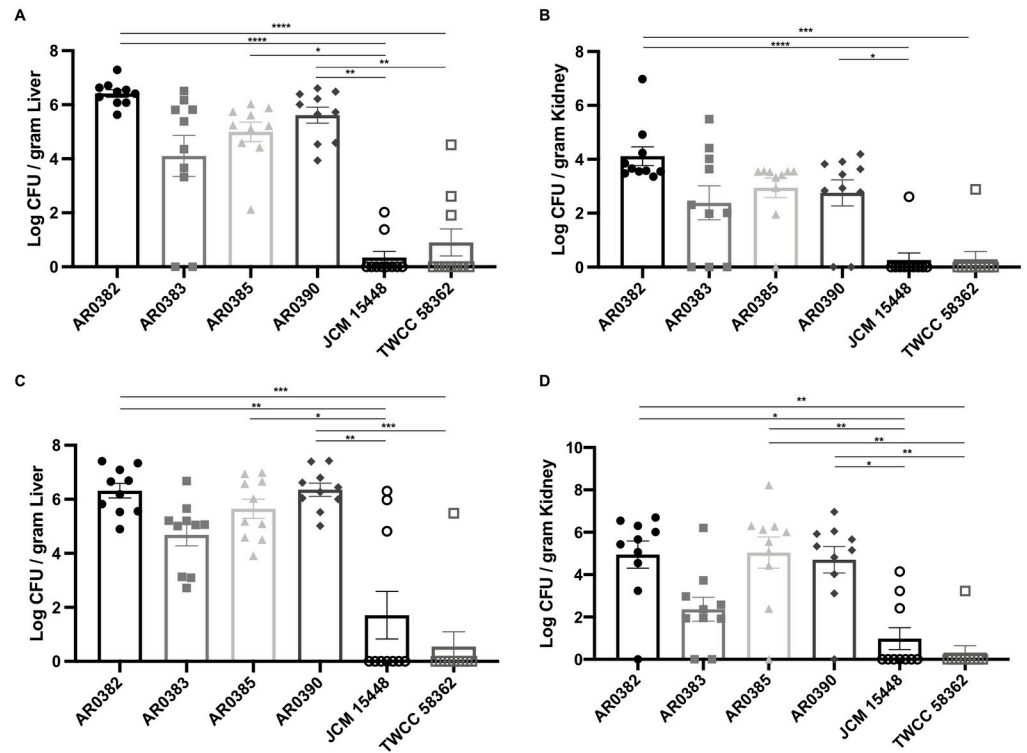 A
****
****
*
**
**
Log CFU / gram Liver
8
6
4
2
0
AR0382
AR0383
AR0385
AR0390
JCM 15448
TWCC 58362
B
***
****
*
Log CFU / gram Kidney
8
6
4
2
0
AR0382
AR0383
AR0385
AR0390
JCM 15448
TWCC 58362
C
***
**
*
***
**
Log CFU / gram Liver
8
6
4
2
0
AR0382
AR0383
AR0385
AR0390
JCM 15448
TWCC 58362
D
**
*
**
**
**
*
Log CFU / gram Kidney
10
8
6
4
2
0
AR0382
AR0383
AR0385
AR0390
JCM 15448
TWCC 58362